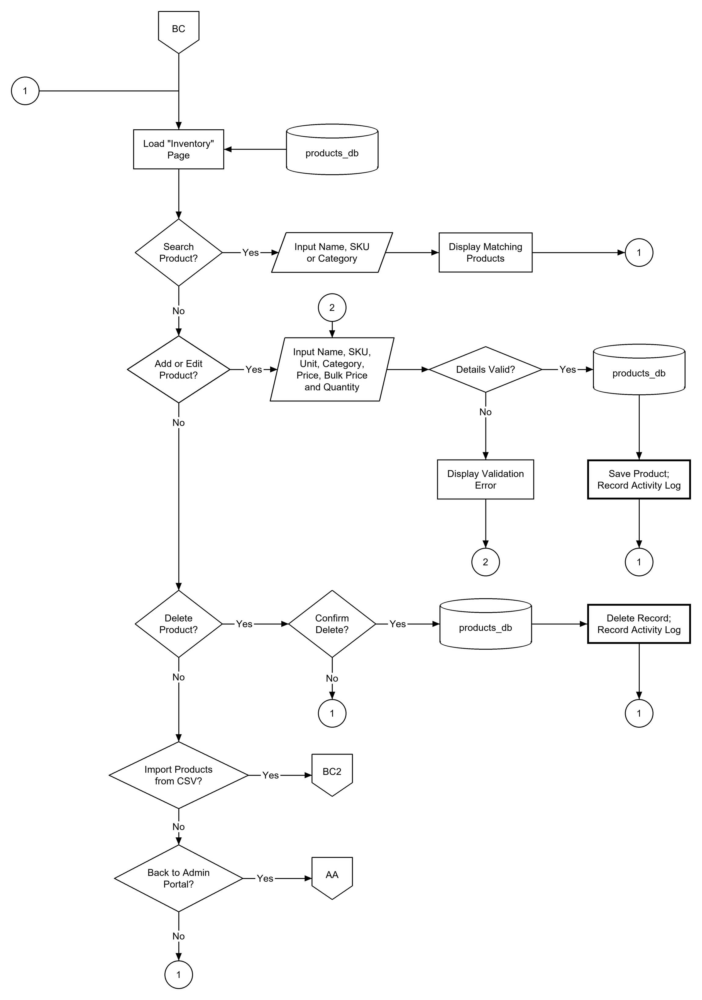 BC
1
Load "Inventory"
Page
products_db
Search
Product?
Yes
Input Name, SKU
or Category
Display Matching
Products
1
No
2
Add or Edit
Product?
Yes
Input Name, SKU,
Unit, Category,
Price, Bulk Price
and Quantity
Details Valid?
Yes
products_db
No
No
Display Validation
Error
Save Product;
Record Activity Log
2
1
Delete
Product?
Yes
Confirm
Delete?
Yes
products_db
Delete Record;
Record Activity Log
No
No
1
1
Import Products
from CSV?
Yes
BC2
No
Back to Admin
Portal?
Yes
AA
No
1